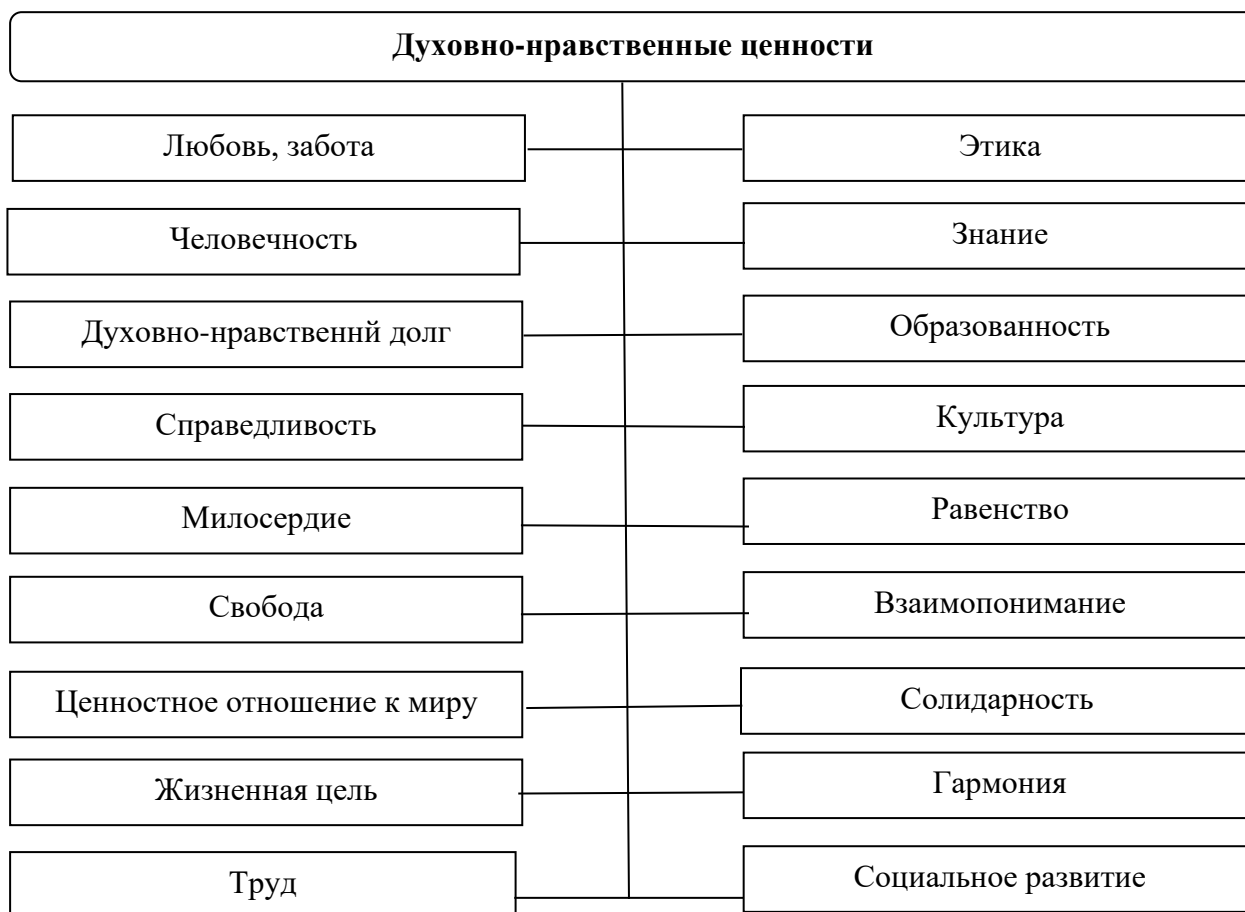 Духовно-нравственные ценности
Любовь, забота
Этика
Человечность
Знание
Духовно-нравственнй долг
Образованность
Справедливость
Культура
Милосердие
Равенство
Свобода
Взаимопонимание
Ценностное отношение к миру
Солидарность
Жизненная цель
Гармония
Труд
Социальное развитие